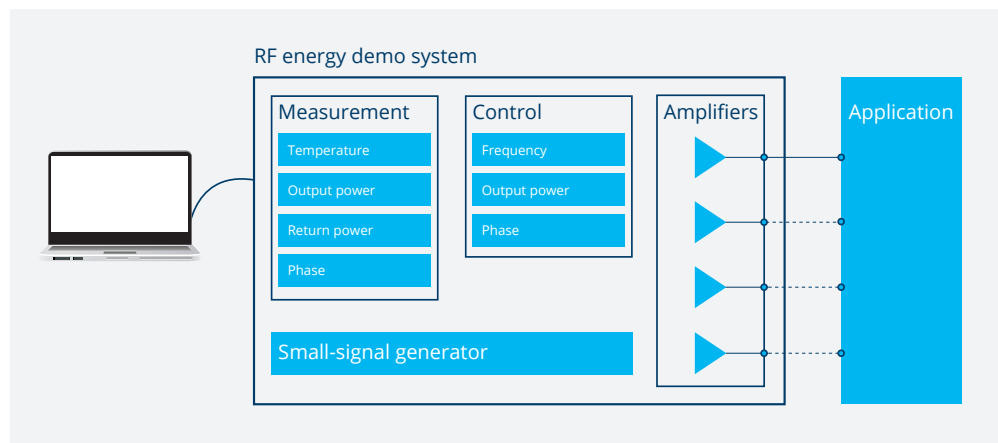 RF energy demo system
Measurement
Temperature
Output power
Return power
Phase
Control
Frequency
Output power
Phase
Amplifiers
Application
Small-signal generator